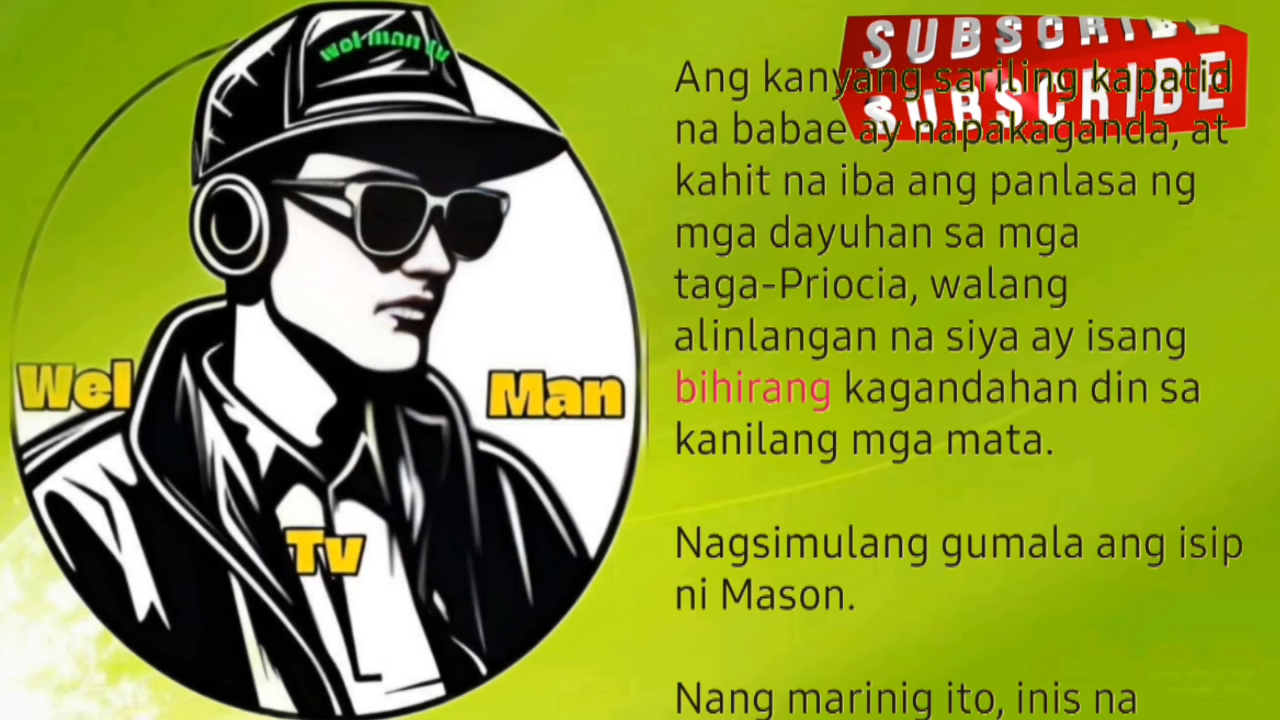 wel man tv
SUBSCRIBE
SUBSCRIBE
Ang kanyang sariling kapatid
na babae ay napakaganda, at
kahit na iba ang panlasa ng
mga dayuhan sa mga
taga-Priocia, walang
alinlangan na siya ay isang
bihirang kagandahan din sa
kanilang mga mata.
Nagsimulang gumala ang isip
ni Mason.
Nang marinig ito, inis na
Wel
Man
Tv